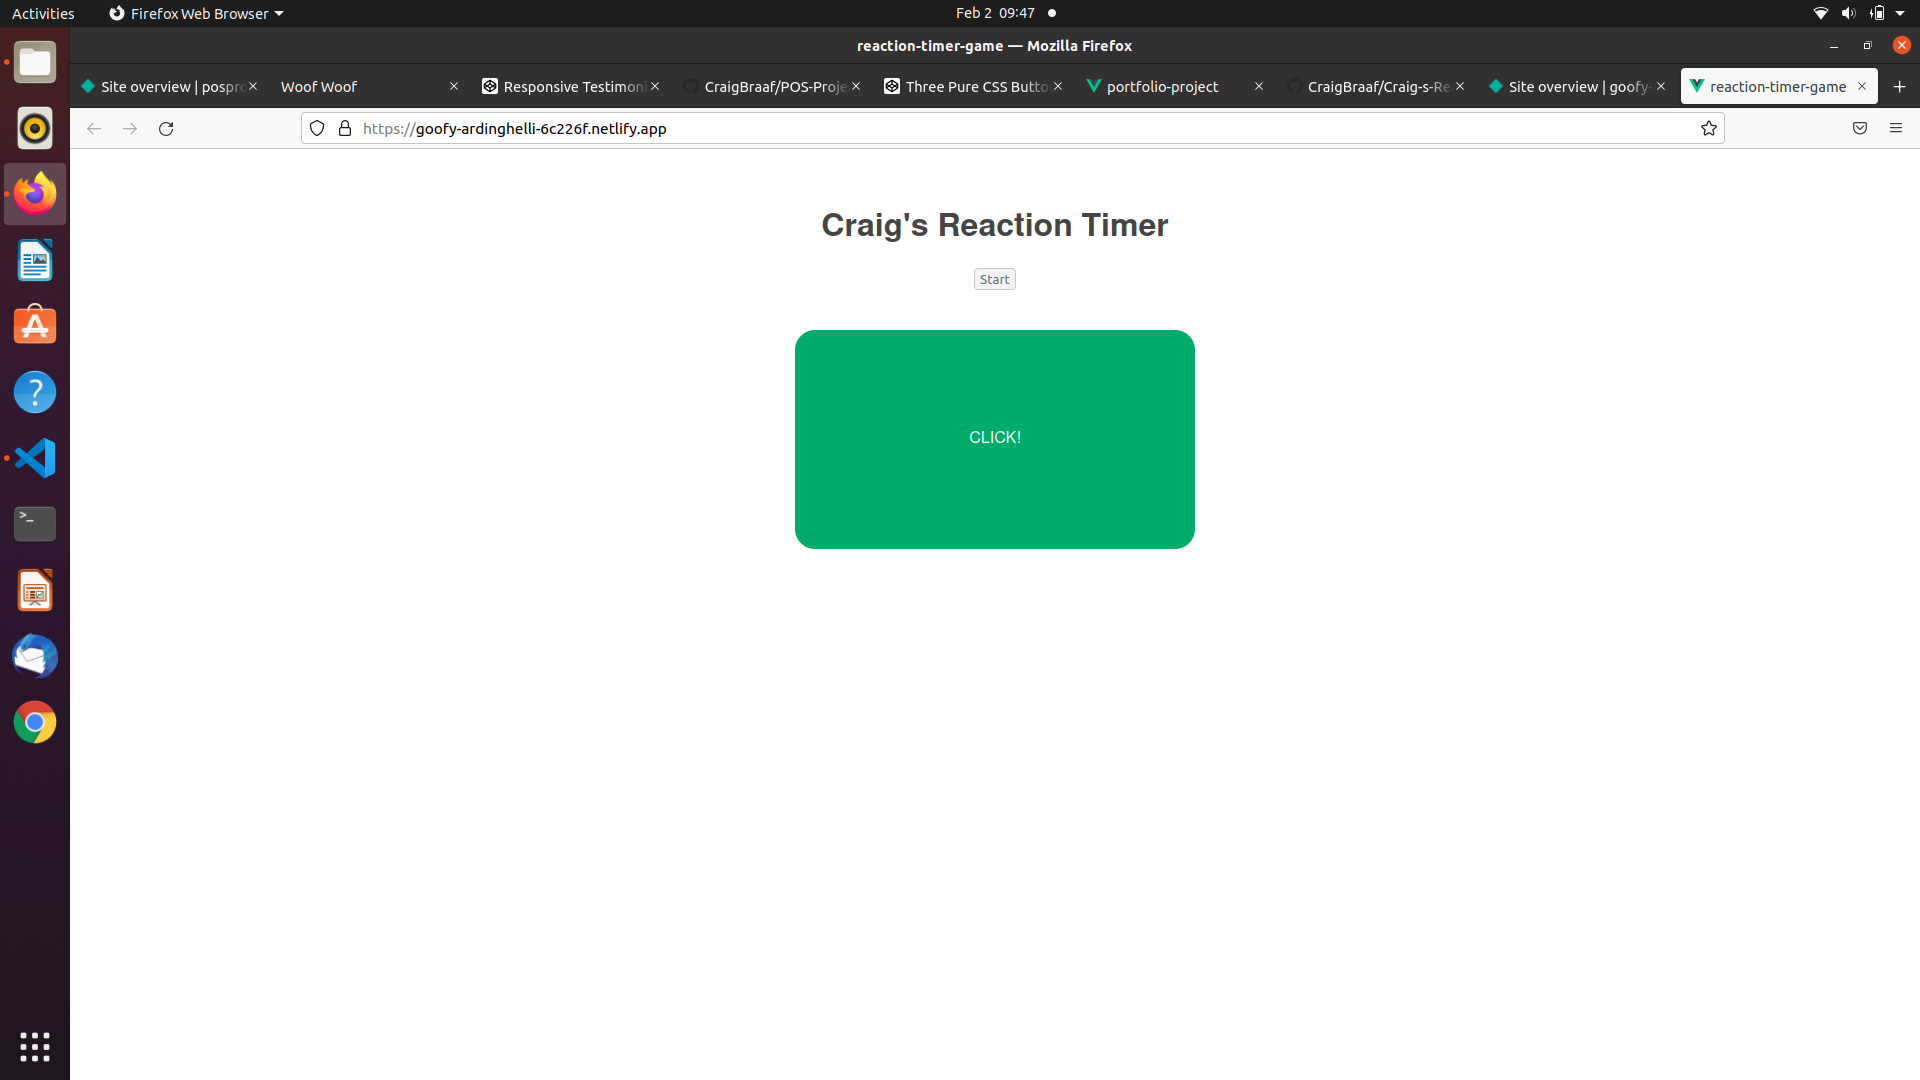 Activities
Firefox Web Browser
Feb 2 09:47
reaction-timer-game — Mozilla Firefox
Site overview | pospro
Woof Woof
Responsive Testimoni
CraigBraaf/POS-Proje
Three Pure CSS Butto
portfolio-project
CraigBraaf/Craig-s-Re
Site overview | goofy-
reaction-timer-game
https://goofy-ardinghelli-6c226f.netlify.app
Craig's Reaction Timer
Start
CLICK!